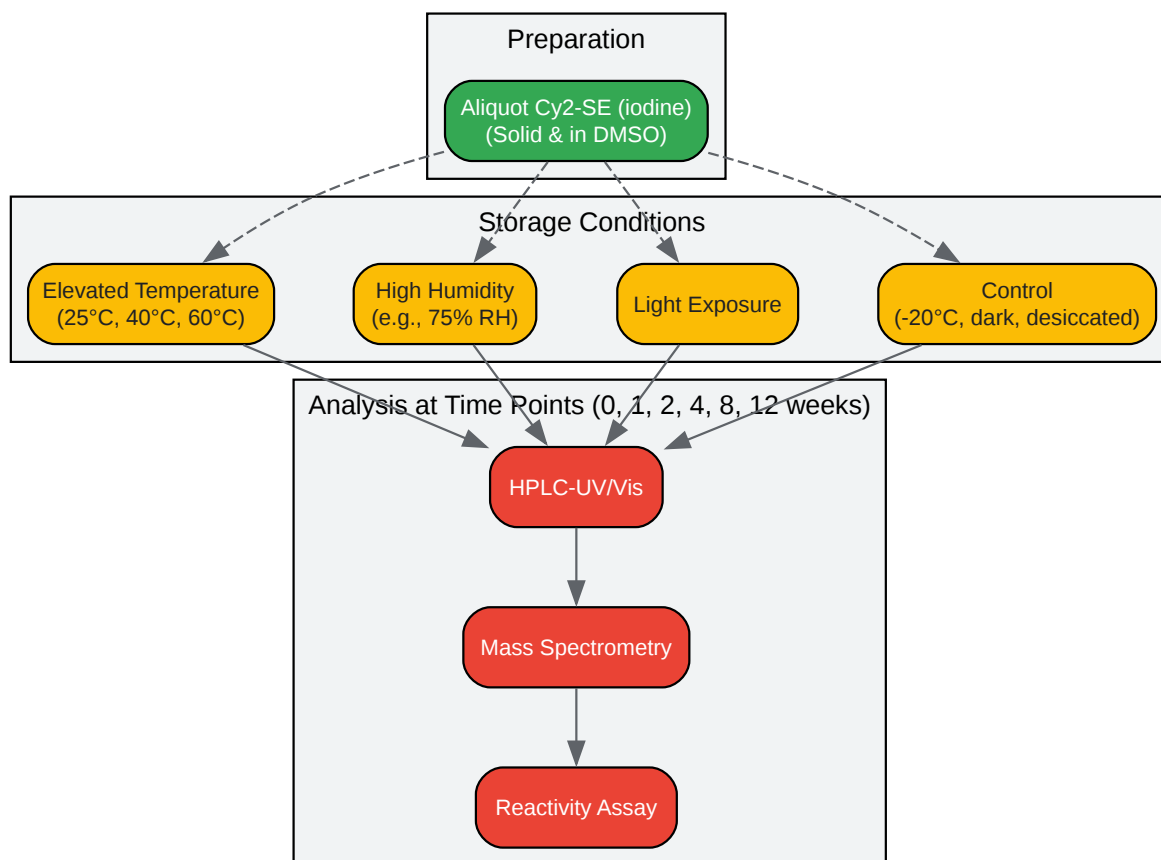 Preparation
Aliquot Cy2-SE (iodine)
(Solid & in DMSO)
Storage Conditions
Elevated Temperature
(25°C, 40°C, 60°C)
High Humidity
(e.g., 75% RH)
Light Exposure
Control
(-20°C, dark, desiccated)
Analysis at Time Points (0, 1, 2, 4, 8, 12 weeks)
HPLC-UV/Vis
Mass Spectrometry
Reactivity Assay